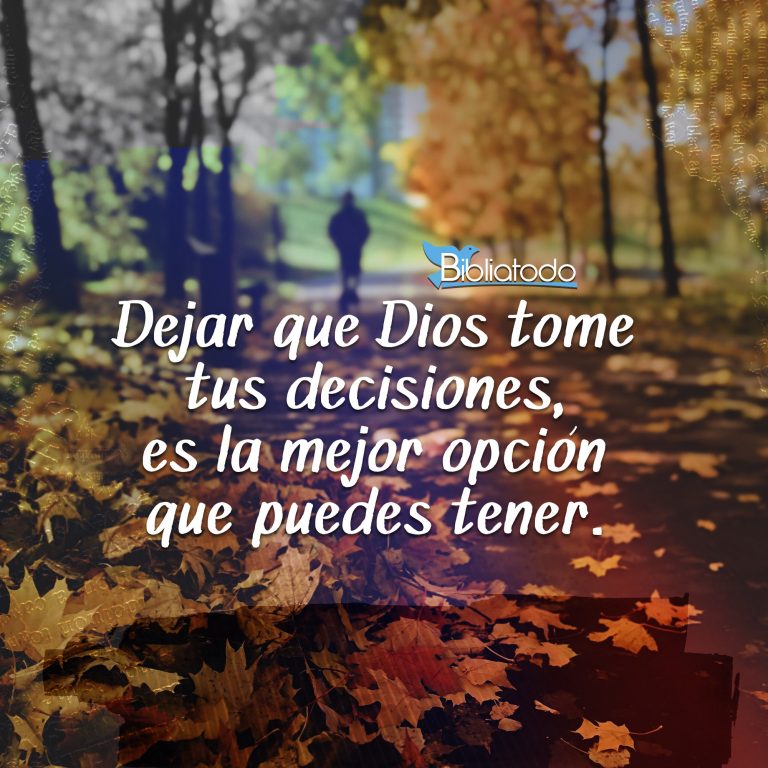 Bibliatodo
Dejar que Dios tome
tus decisiones,
es la mejor opción
que puedes tener.